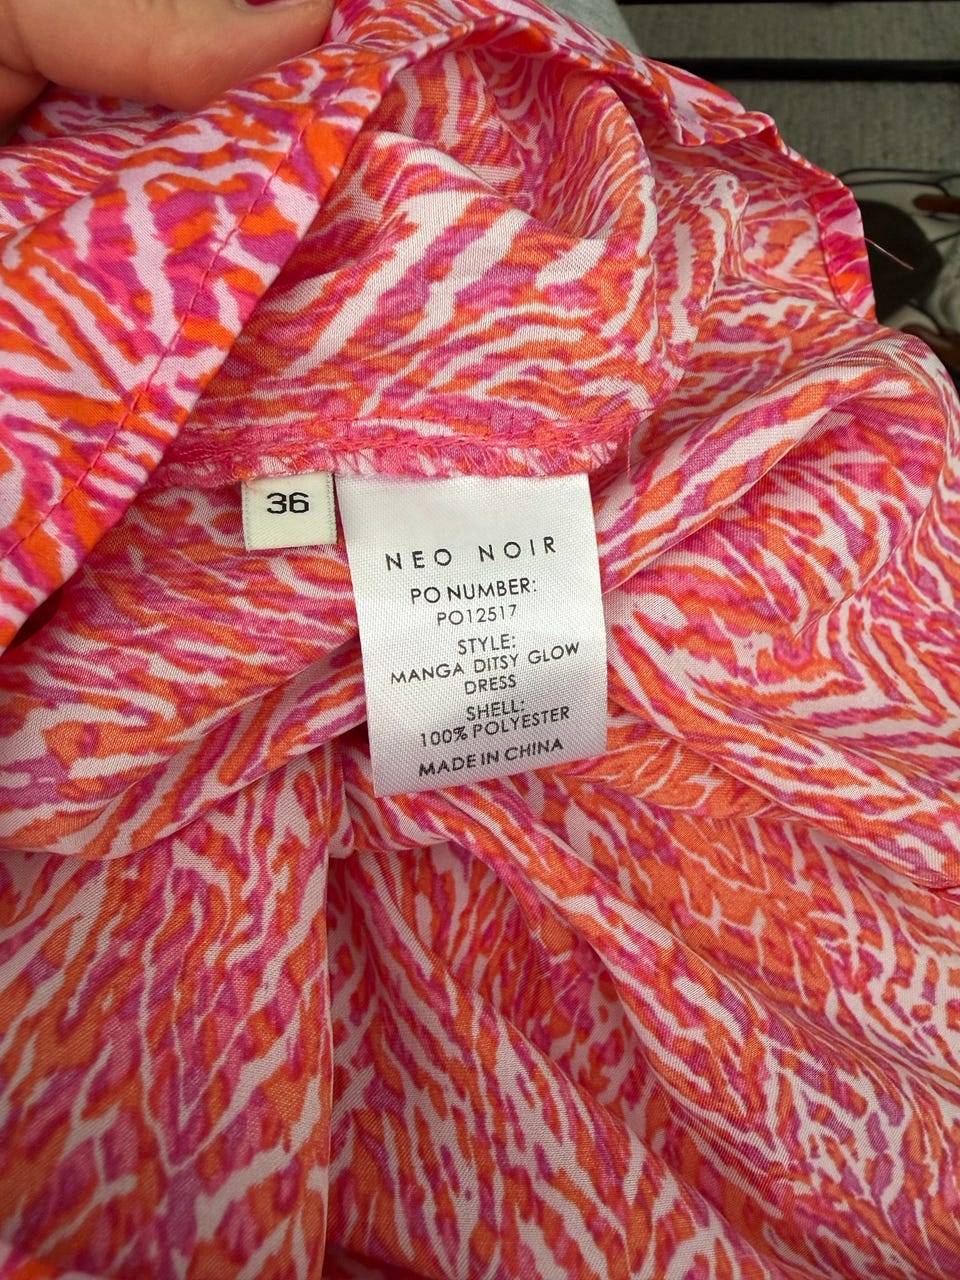 36
NEO NOIR
PO NUMBER:
PO12517
STYLE:
MANGA DITSY GLOW
DRESS
SHELL:
100% POLYESTER
MADE IN CHINA